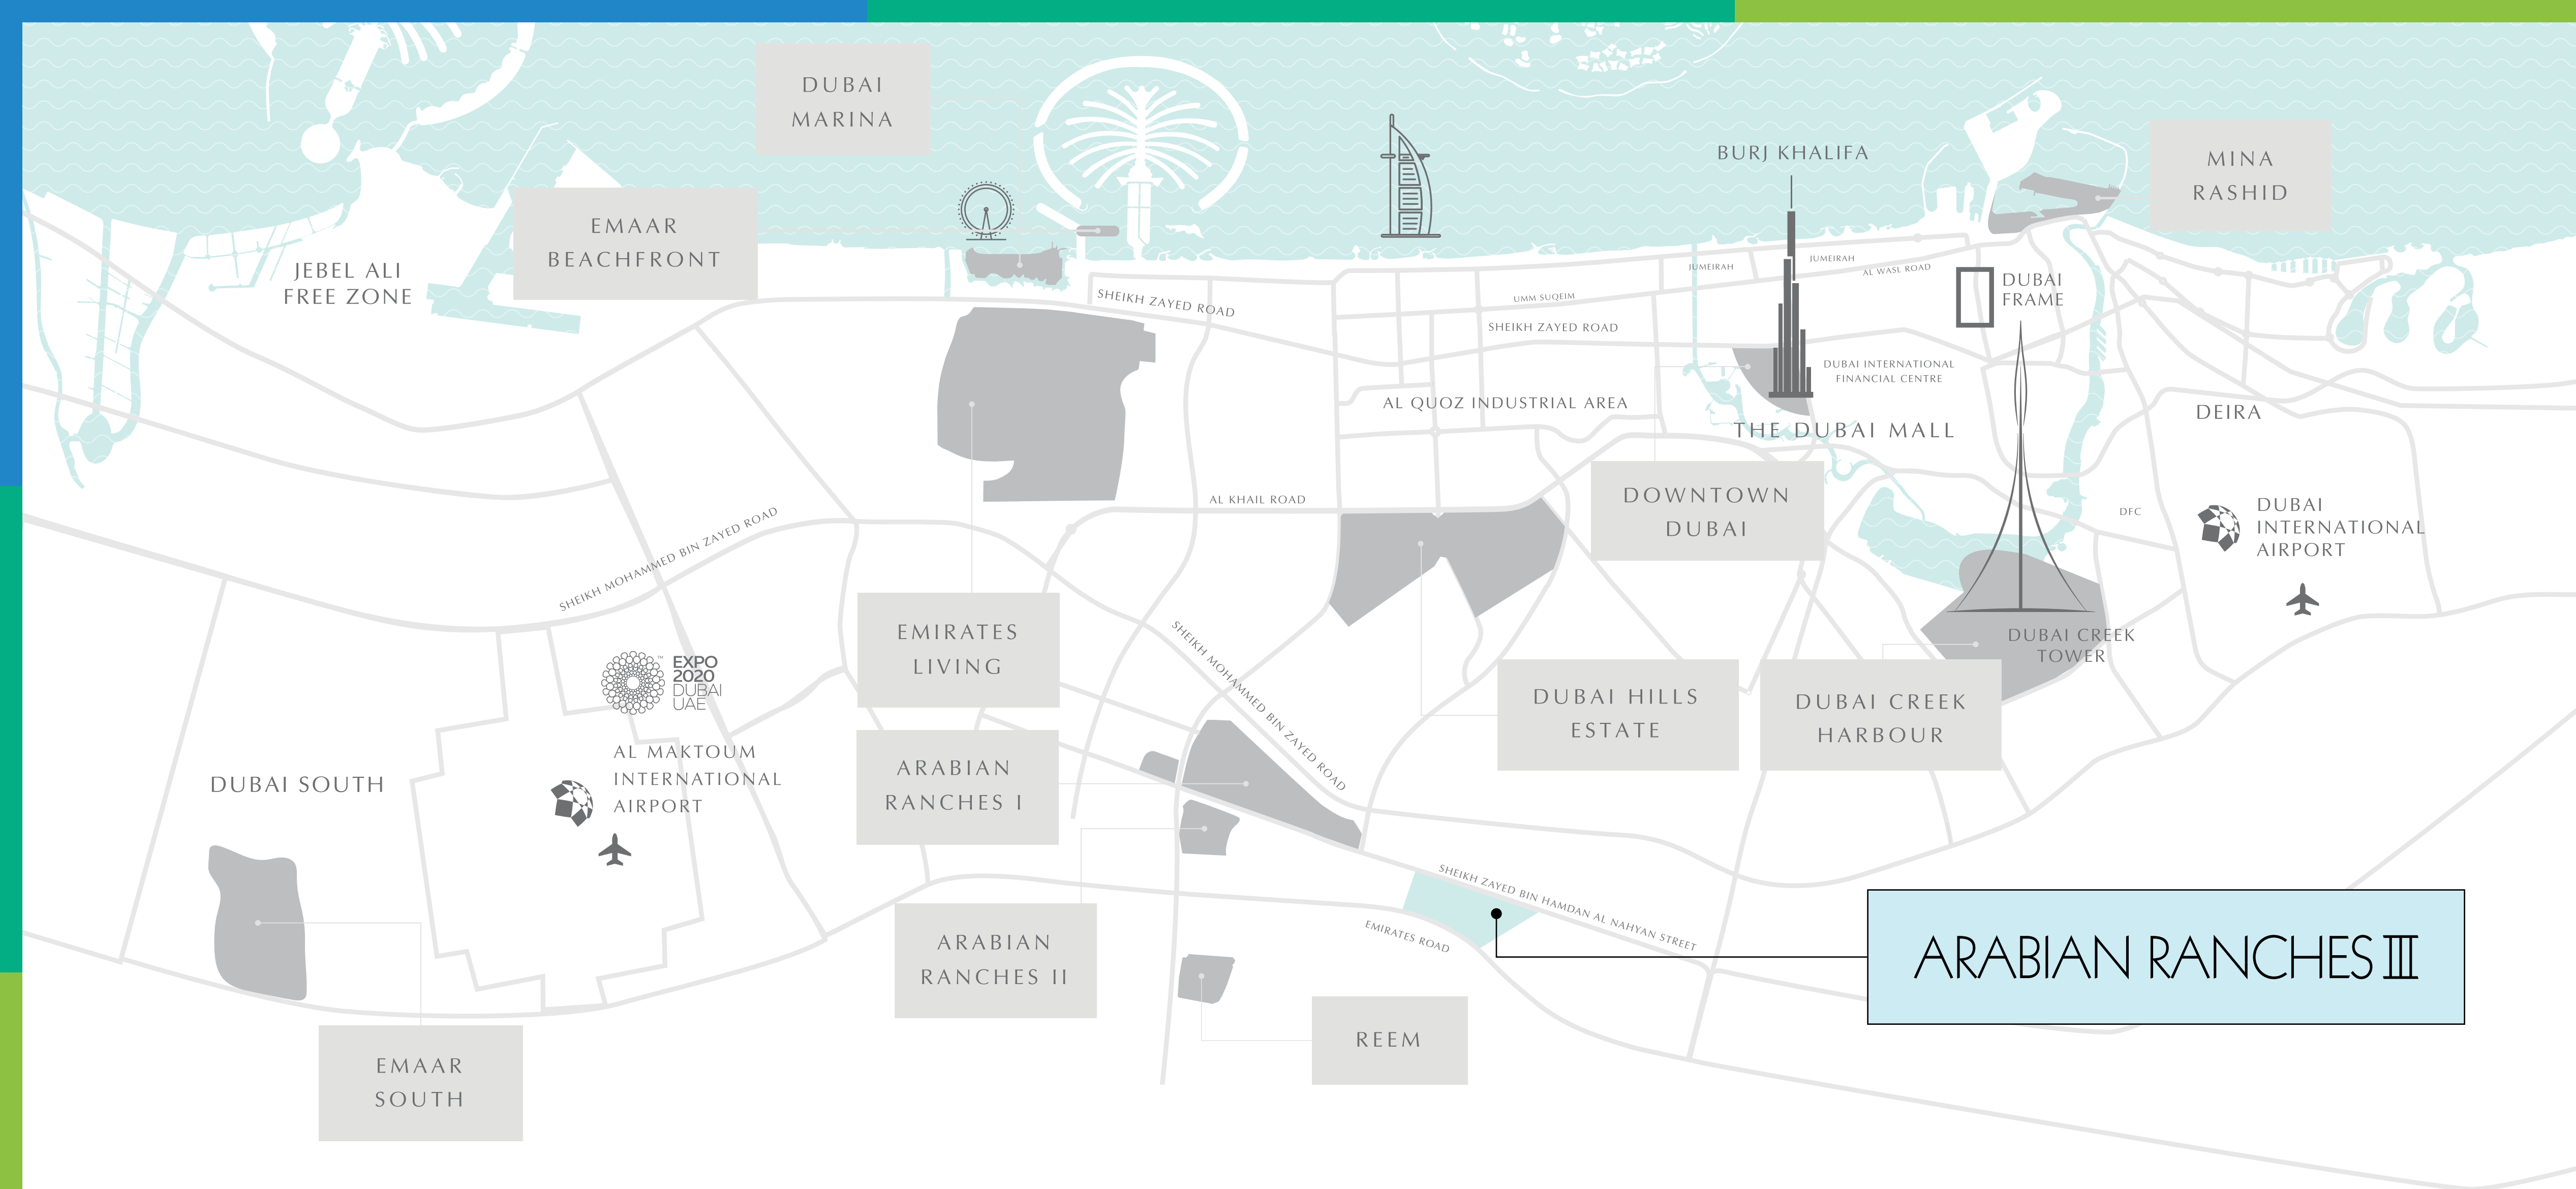 DUBAI
MARINA
BURJ KHALIFA
MINA
RASHID
EMAAR
BEACHFRONT
JEBEL ALI
FREE ZONE
SHEIKH ZAYED ROAD
JUMEIRAH
JUMEIRAH
AL WASL ROAD
UMM SUQEIM
SHEIKH ZAYED ROAD
DUBAI
FRAME
DUBAI INTERNATIONAL
FINANCIAL CENTRE
AL QUOZ INDUSTRIAL AREA
THE DUBAI MALL
DEIRA
AL KHAIL ROAD
DOWNTOWN
DUBAI
DFC
DUBAI
INTERNATIONAL
AIRPORT
SHEIKH MOHAMMED BIN ZAYED ROAD
EMIRATES
LIVING
SHEIKH MOHAMMED BIN ZAYED ROAD
DUBAI CREEK
TOWER
EXPO
2020
DUBAI
UAE
TM
DUBAI HILLS
ESTATE
DUBAI CREEK
HARBOUR
AL MAKTOUM
INTERNATIONAL
AIRPORT
DUBAI SOUTH
ARABIAN
RANCHES I
SHEIKH ZAYED BIN HAMDAN AL NAHYAN STREET
EMIRATES ROAD
ARABIAN
RANCHES II
ARABIAN RANCHES III
REEM
EMAAR
SOUTH